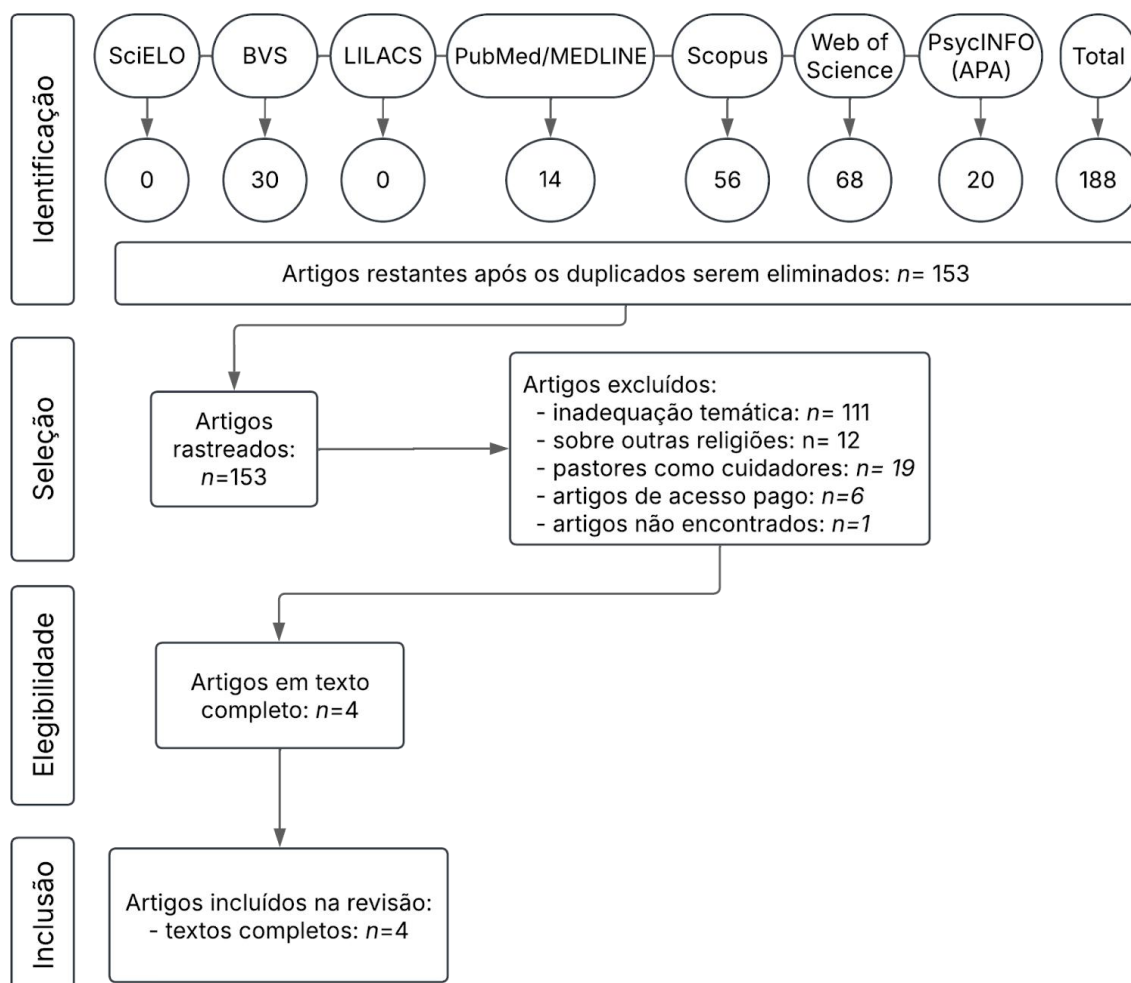 Identificação
SciELO
BVS
LILACS
PubMed/MEDLINE
Scopus
Web of
Science
PsycINFO
(APA)
Total
0
30
0
14
56
68
20
188
Artigos restantes após os duplicados serem eliminados: n= 153
Seleção
Artigos
rastreados:
n=153
Artigos excluídos:
- inadequação temática: n= 111
- sobre outras religiões: n= 12
- pastores como cuidadores: n= 19
- artigos de acesso pago: n=6
- artigos não encontrados: n=1
Elegibilidade
Artigos em texto
completo: n=4
Inclusão
Artigos incluídos na revisão:
- textos completos: n=4